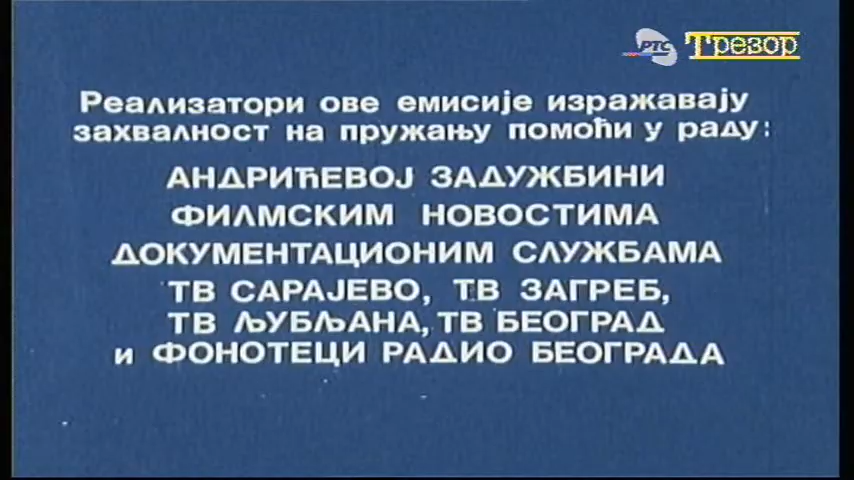 РТС Трезор
Реализатори ове емисије изражавају
захвалност на пружању помоћи у раду:
АНДРИЋЕВОЈ ЗАДУЖБИНИ
ФИЛМСКИМ НОВОСТИМА
ДОКУМЕНТАЦИОНИМ СЛУЖБАМА
ТВ САРАЈЕВО, ТВ ЗАГРЕБ,
ТВ ЉУБЉАНА, ТВ БЕОГРАД
и ФОНОТЕЦИ РАДИО БЕОГРАДА